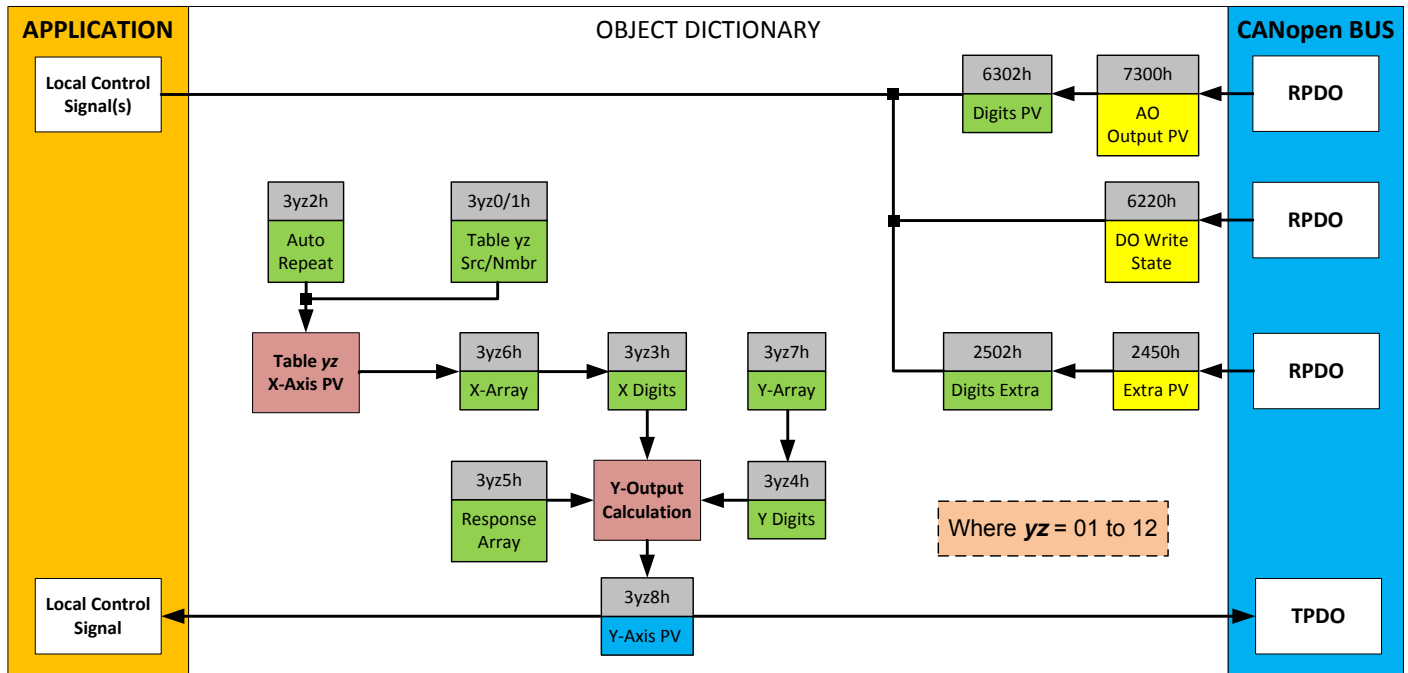 APPLICATION
OBJECT DICTIONARY
CANopen BUS
Local Control
Signal(s)
6302h
Digits PV
7300h
AO
Output PV
RPDO
3yz2h
Auto
Repeat
3yz0/1h
Table yz
Src/Nmbr
6220h
DO Write
State
RPDO
Table yz
X-Axis PV
3yz6h
X-Array
3yz3h
X Digits
3yz7h
Y-Array
2502h
Digits Extra
2450h
Extra PV
RPDO
3yz5h
Response
Array
Y-Output
Calculation
3yz4h
Y Digits
Where yz = 01 to 12
Local Control
Signal
3yz8h
Y-Axis PV
TPDO